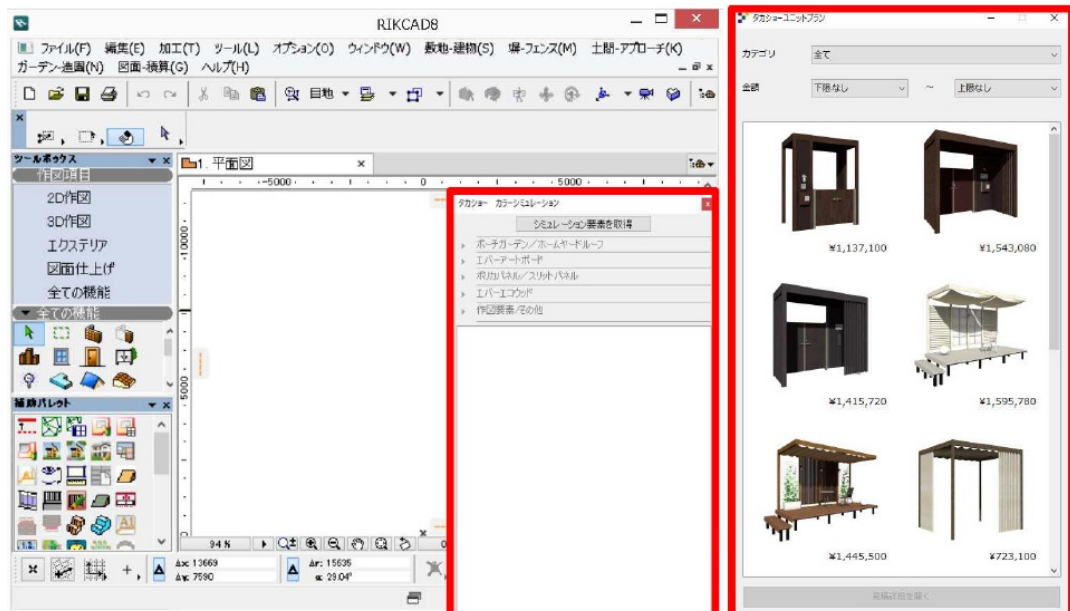 RIKCAD8
ファイル(F) 編集(E) 加工(T) ツール(L) オプション(O) ウィンドウ(W) 敷地-建物(S) 塀-フェンス(M) 土間-アプローチ(K)
ガーデン-造園(N) 図面-積算(G) ヘルプ(H)
目地
ツールボックス
作図項目
2D作図
3D作図
エクステリア
図面仕上げ
全ての機能
全ての機能
補助パレット
1. 平面図
-5000
0
5000
10000
5000
94 %
Δx: 13669
Δy: 7590
Δr: 15635
α: 29.04°
タカショー カラーシミュレーション
シミュレーション要素を取得
ポーチガーデン/ホームヤードルーフ
エバーアートボード
ポリカパネル/スリットパネル
エバーエコウッド
作図要素/その他
タカショーユニットプラン
カテゴリ 全て
金額 下限なし ~ 上限なし
¥1,137,100 ¥1,543,080
¥1,415,720 ¥1,595,780
¥1,445,500 ¥723,100
見積詳細を開く